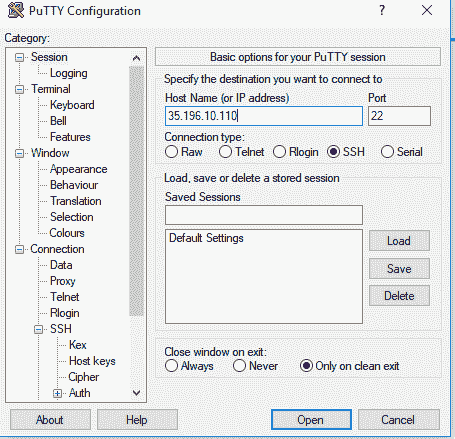 PuTTY Configuration
? ×
Category:
Session
Logging
Terminal
Keyboard
Bell
Features
Window
Appearance
Behaviour
Translation
Selection
Colours
Connection
Data
Proxy
Telnet
Rlogin
SSH
Kex
Host keys
Cipher
Auth
Basic options for your PuTTY session
Specify the destination you want to connect to
Host Name (or IP address) Port
35.196.10.110 22
Connection type:
Raw Telnet Rlogin SSH Serial
Load, save or delete a stored session
Saved Sessions
Default Settings
Load
Save
Delete
Close window on exit:
Always Never Only on clean exit
About Help Open Cancel